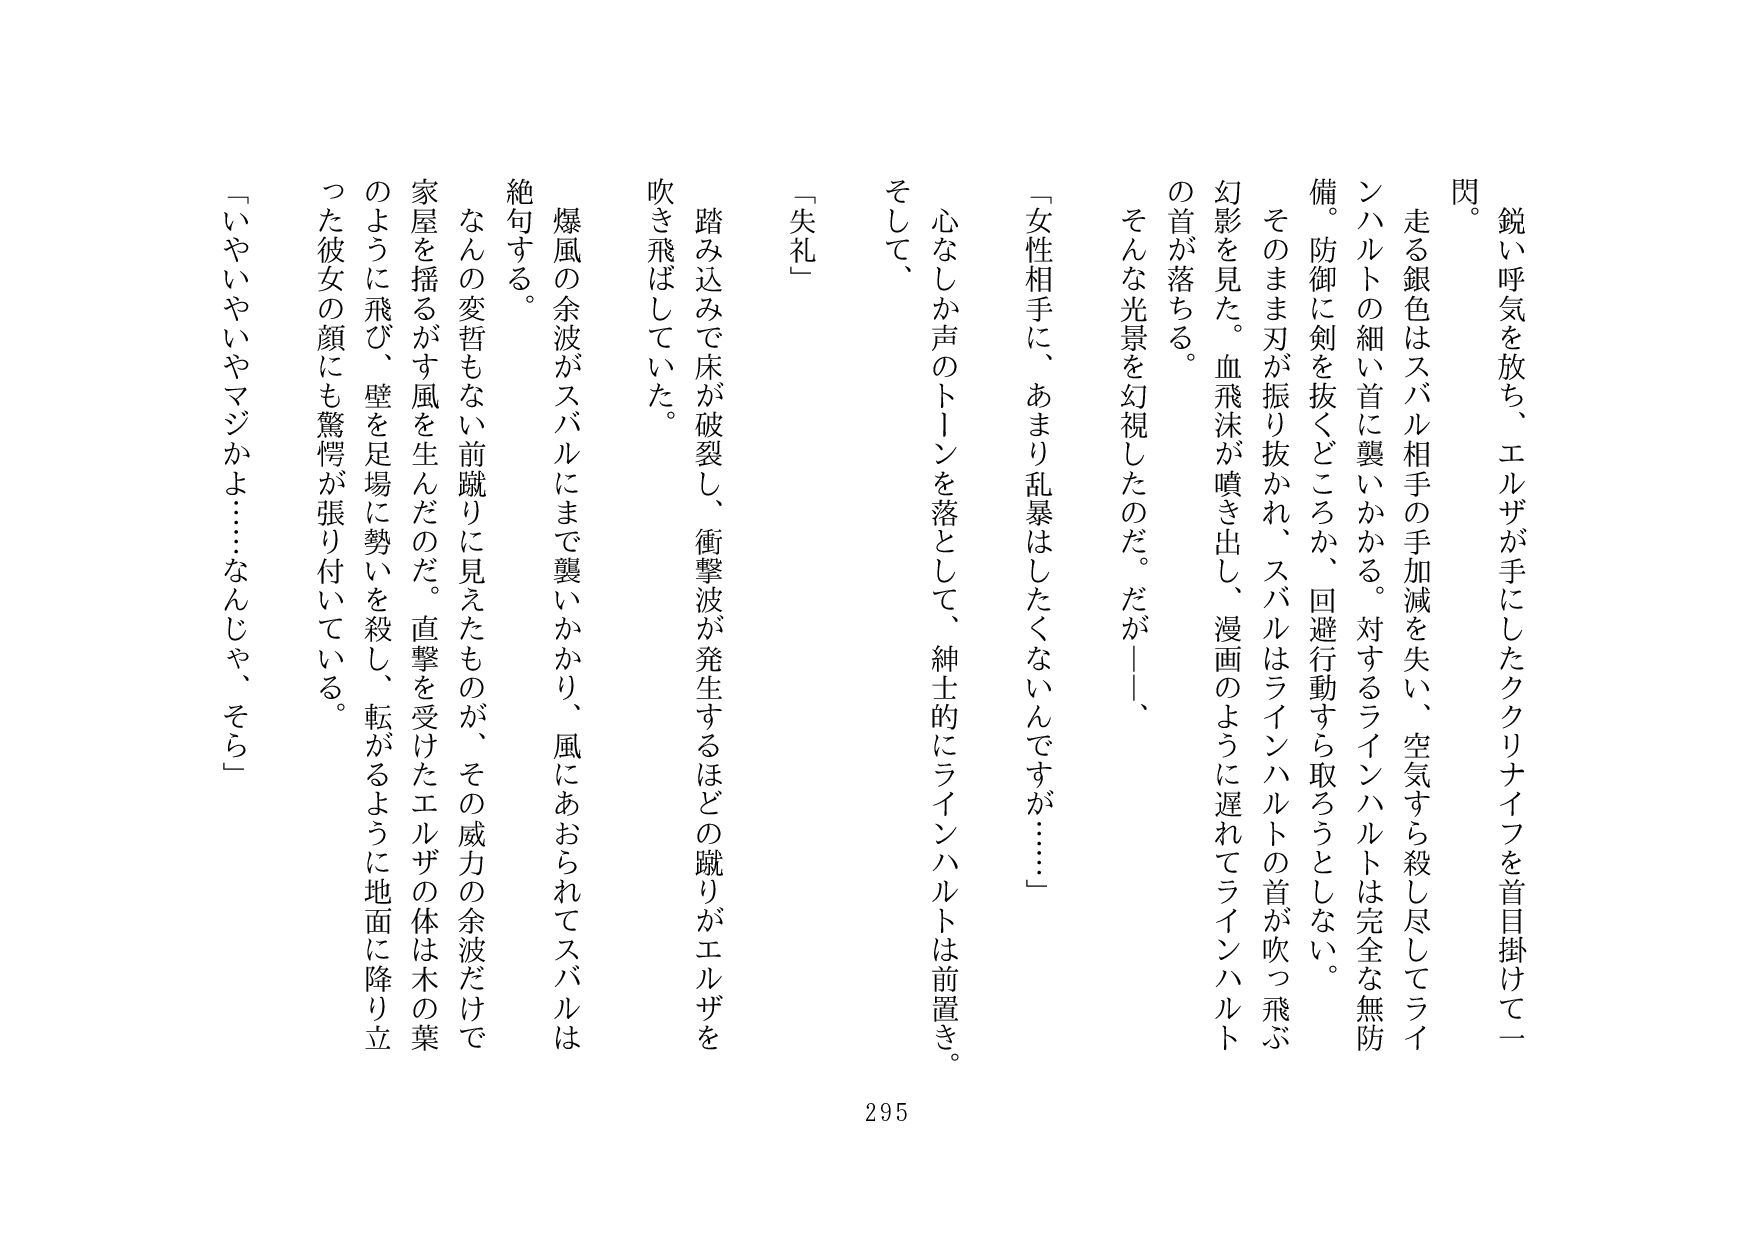 鋭い呼気を放ち、エルザが手にしたククリナイフを首目掛けて一
閃。
　走る銀色はスバル相手の手加減を失い、空気すら殺し尽してライ
ンハルトの細い首に襲いかかる。対するラインハルトは完全な無防
備。防御に剣を抜くどころか、回避行動すら取ろうとしない。
　そのまま刃が振り抜かれ、スバルはラインハルトの首が吹っ飛ぶ
幻影を見た。血飛沫が噴き出し、漫画のように遅れてラインハルト
の首が落ちる。
　そんな光景を幻視したのだ。だが――、
「女性相手に、あまり乱暴はしたくないんですが……」
　心なしか声のトーンを落として、紳士的にラインハルトは前置き。
そして、
「失礼」
　踏み込みで床が破裂し、衝撃波が発生するほどの蹴りがエルザを
吹き飛ばしていた。
　爆風の余波がスバルにまで襲いかかり、風にあおられてスバルは
絶句する。
　なんの変哲もない前蹴りに見えたものが、その威力の余波だけで
家屋を揺るがす風を生んだのだ。直撃を受けたエルザの体は木の葉
のように飛び、壁を足場に勢いを殺し、転がるように地面に降り立
った彼女の顔にも驚愕が張り付いている。
「いやいやいやマジかよ……なんじゃ、そら」
295